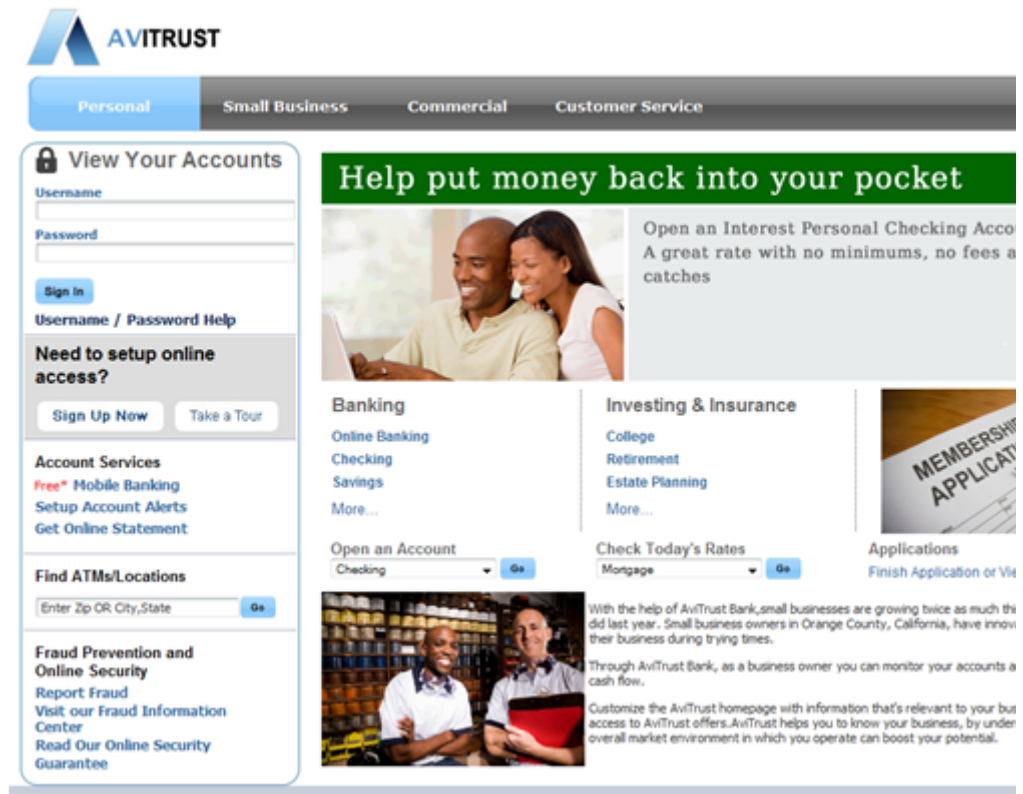 AVITRUST
Personal
Small Business
Commercial
Customer Service
View Your Accounts
Username
Password
Sign In
Username / Password Help
Need to setup online
access?
Sign Up Now
Take a Tour
Account Services
Free* Mobile Banking
Setup Account Alerts
Get Online Statement
Find ATMs/Locations
Enter Zip OR City,State
Go
Fraud Prevention and
Online Security
Report Fraud
Visit our Fraud Information
Center
Read Our Online Security
Guarantee
Help put money back into your pocket
Open an Interest Personal Checking
A great rate with no minimums, no fees
catches
Banking
Online Banking
Checking
Savings
More...
Investing & Insurance
College
Retirement
Estate Planning
More...
Open an Account
Checking
Go
Check Today's Rates
Mortgage
Go
Applications
Finish Application or
With the help of AviTrust Bank,small businesses are growing twice as much
did last year. Small business owners in Orange County, California, have
their business during trying times.
Through AviTrust Bank, as a business owner you can monitor your accounts
cash flow.
Customize the AviTrust homepage with information that's relevant to your
access to AviTrust offers.AviTrust helps you to know your business, by
overall market environment in which you operate can boost your potential.